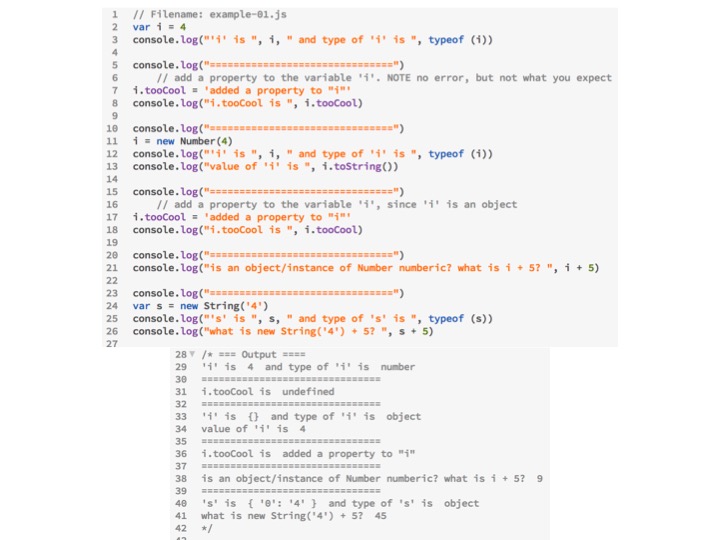 1 // Filename: example-01.js
2 var i = 4
3 console.log("'i' is ", i, " and type of 'i' is ", typeof (i))
4
5 console.log("==============================")
6 // add a property to the variable 'i'. NOTE no error, but not what you expect
7 i.tooCool = 'added a property to "i"'
8 console.log("i.tooCool is ", i.tooCool)
9
10 console.log("==============================")
11 i = new Number(4)
12 console.log("'i' is ", i, " and type of 'i' is ", typeof (i))
13 console.log("value of 'i' is ", i.toString())
14
15 console.log("==============================")
16 // add a property to the variable 'i', since 'i' is an object
17 i.tooCool = 'added a property to "i"'
18 console.log("i.tooCool is ", i.tooCool)
19
20 console.log("==============================")
21 console.log("is an object/instance of Number numberic? what is i + 5? ", i + 5)
22
23 console.log("==============================")
24 var s = new String('4')
25 console.log("'s' is ", s, " and type of 's' is ", typeof (s))
26 console.log("what is new String('4') + 5? ", s + 5)
27
28 /* === Output ====
29 'i' is  4  and type of 'i' is  number
30 ==============================
31 i.tooCool is  undefined
32 ==============================
33 'i' is  {}  and type of 'i' is  object
34 value of 'i' is  4
35 ==============================
36 i.tooCool is  added a property to "i"
37 ==============================
38 is an object/instance of Number numberic? what is i + 5?  9
39 ==============================
40 's' is  { '0': '4' }  and type of 's' is  object
41 what is new String('4') + 5?  45
42 */